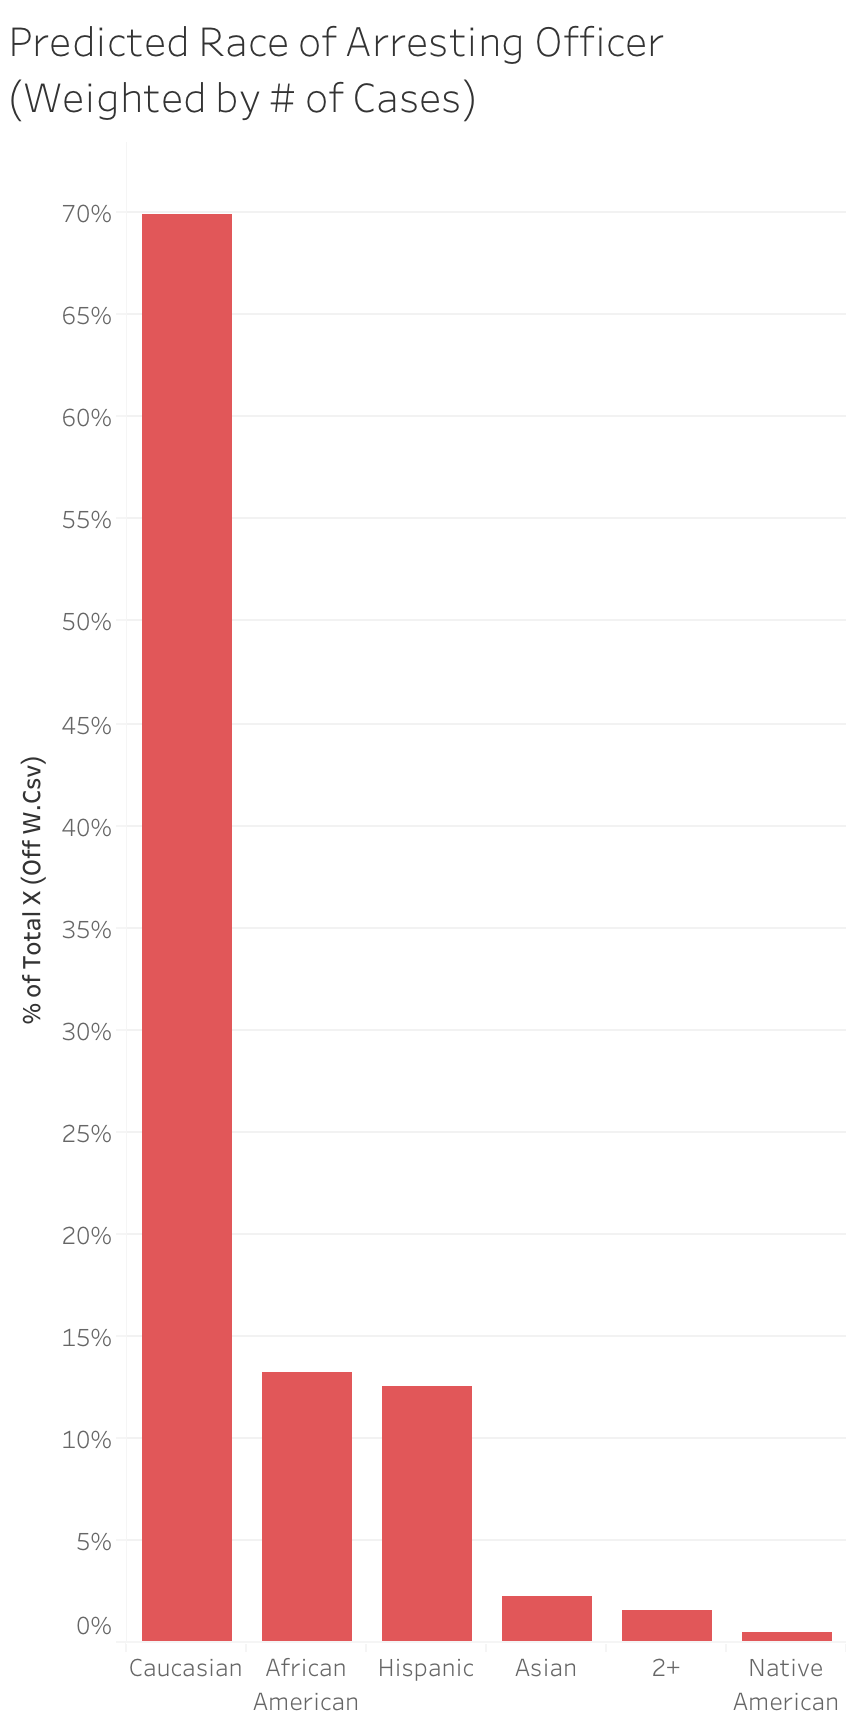 Predicted Race of Arresting Officer
(Weighted by # of Cases)
70%
65%
60%
55%
50%
45%
40%
35%
30%
25%
20%
15%
10%
5%
0%
% of Total X (Off W.Csv)
Caucasian
African
American
Hispanic
Asian
2+
Native
American